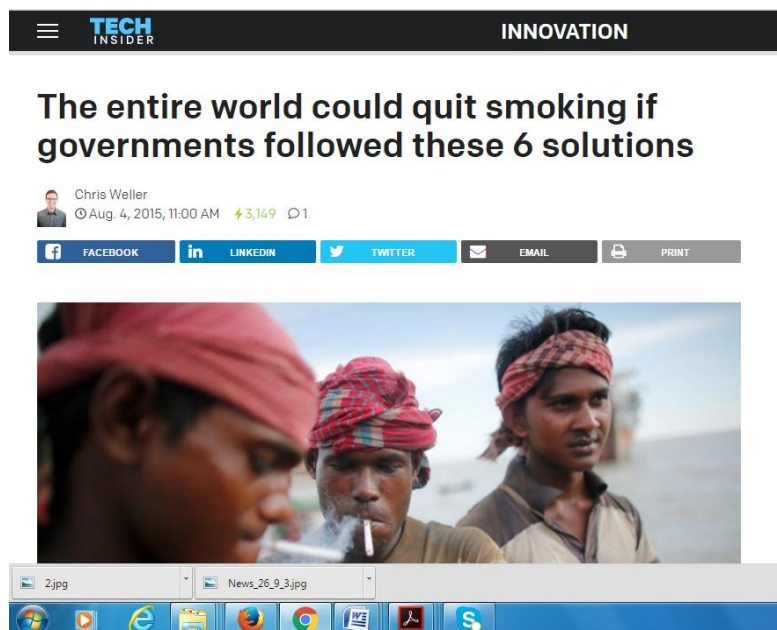 TECH
INSIDER
INNOVATION
The entire world could quit smoking if
governments followed these 6 solutions
Chris Weller
Aug. 4, 2015, 11:00 AM 3,149 1
FACEBOOK LINKEDIN TWITTER EMAIL PRINT
2.jpg News_26_9_3.jpg